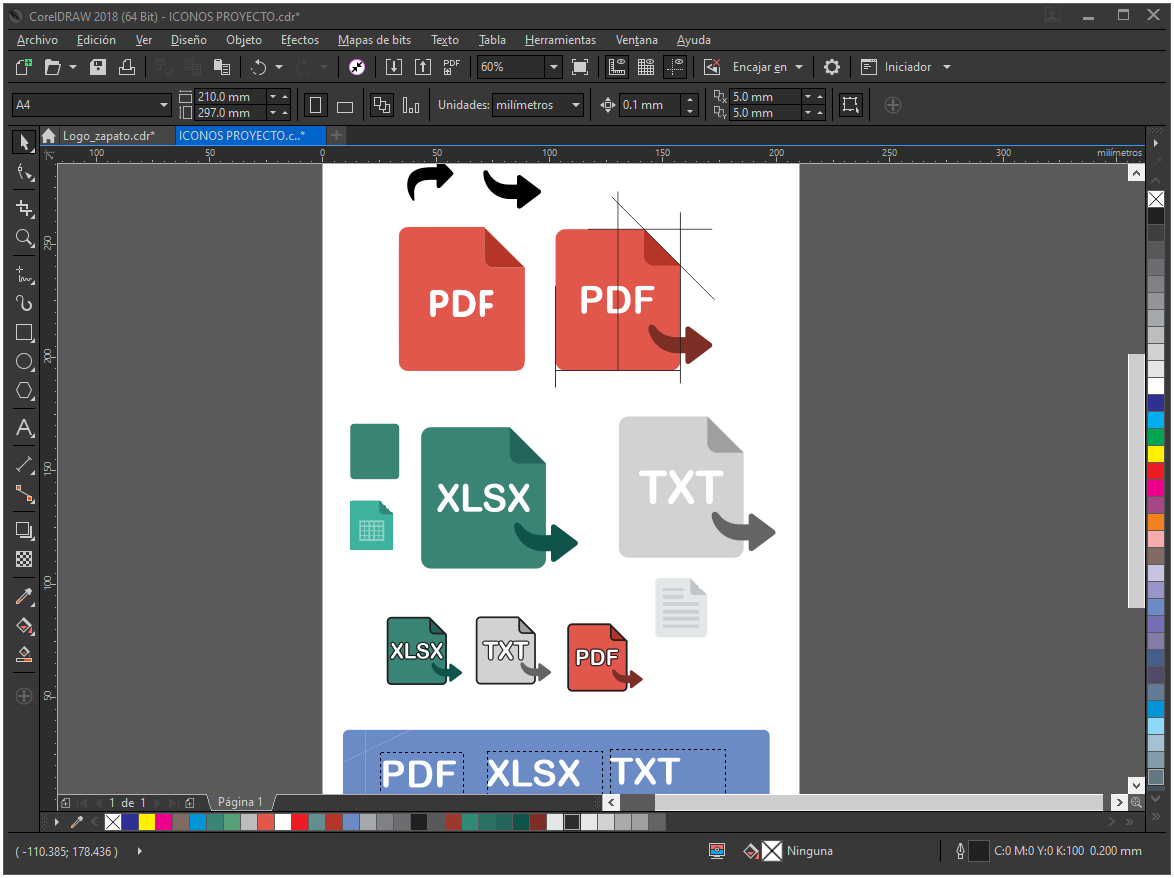 CorelDRAW 2018 (64 Bit) - ICONOS PROYECTO.cdr*
Archivo Edición Ver Diseño Objeto Efectos Mapas de bits Texto Tabla Herramientas Ventana Ayuda
PDF 60% Encajar en Iniciador
A4 210.0 mm 297.0 mm Unidades: milímetros 0.1 mm 5.0 mm 5.0 mm
Logo_zapato.cdr* ICONOS PROYECTO.c..*
100 50 0 50 100 150 200 250 300 milímetros
250
PDF PDF
200
150
XLSX TXT
100
XLSX TXT PDF
50
PDF XLSX TXT
1 de 1 Página 1
( -110.385; 178.436 ) Ninguna C:0 M:0 Y:0 K:100 0.200 mm